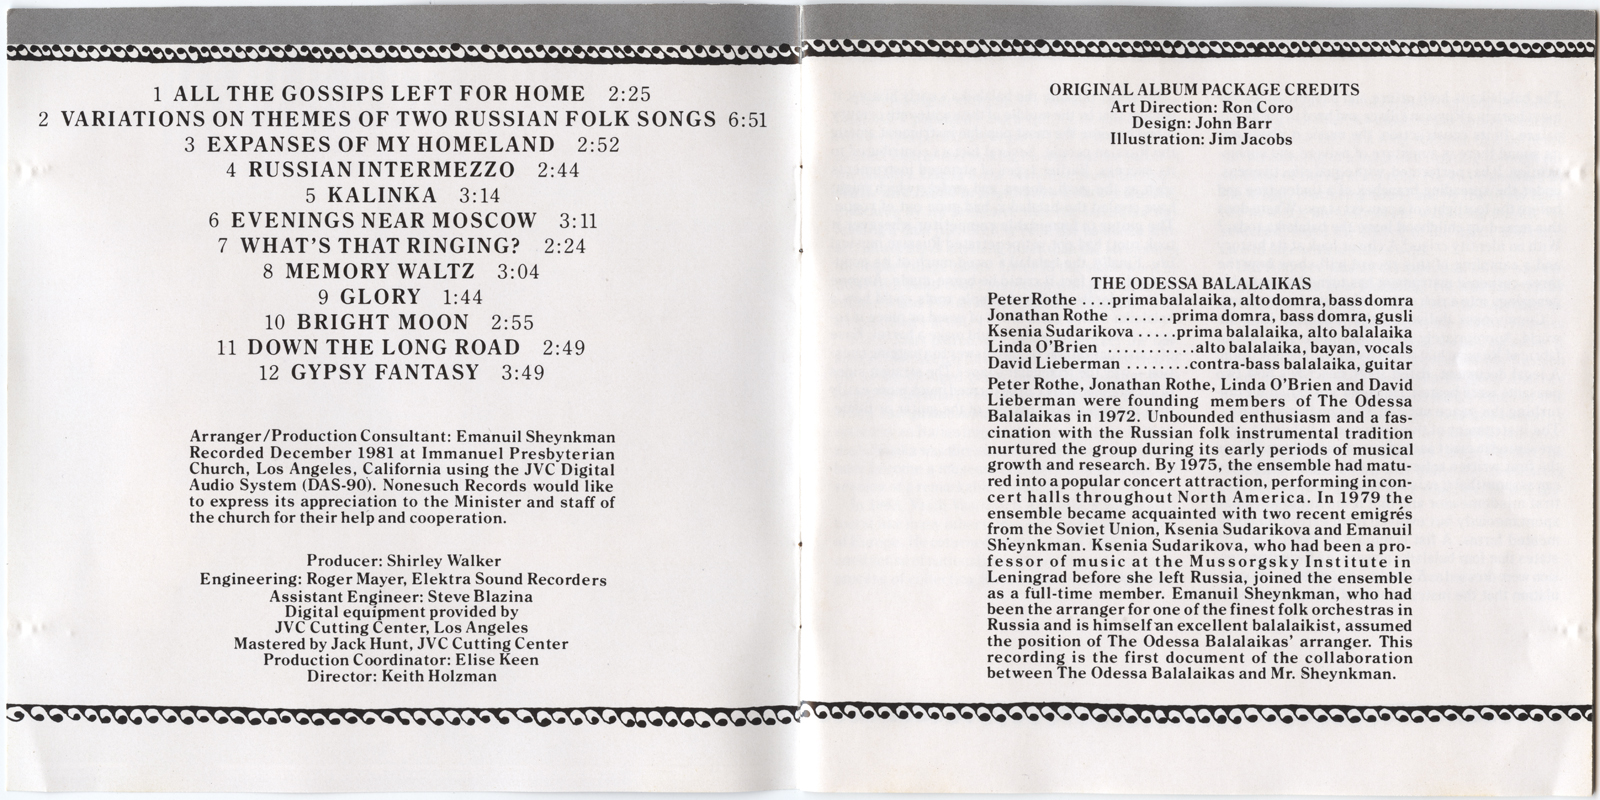 1 ALL THE GOSSIPS LEFT FOR HOME 2:25
2 VARIATIONS ON THEMES OF TWO RUSSIAN FOLK SONGS 6:51
3 EXPANSES OF MY HOMELAND 2:52
4 RUSSIAN INTERMEZZO 2:44
5 KALINKA 3:14
6 EVENINGS NEAR MOSCOW 3:11
7 WHAT'S THAT RINGING? 2:24
8 MEMORY WALTZ 3:04
9 GLORY 1:44
10 BRIGHT MOON 2:55
11 DOWN THE LONG ROAD 2:49
12 GYPSY FANTASY 3:49
Arranger/Production Consultant: Emanuil Sheynkman
Recorded December 1981 at Immanuel Presbyterian
Church, Los Angeles, California using the JVC Digital
Audio System (DAS-90). Nonesuch Records would like
to express its appreciation to the Minister and staff of
the church for their help and cooperation.
Producer: Shirley Walker
Engineering: Roger Mayer, Elektra Sound Recorders
Assistant Engineer: Steve Blazina
Digital equipment provided by
JVC Cutting Center, Los Angeles
Mastered by Jack Hunt, JVC Cutting Center
Production Coordinator: Elise Keen
Director: Keith Holzman
ORIGINAL ALBUM PACKAGE CREDITS
Art Direction: Ron Coro
Design: John Barr
Illustration: Jim Jacobs
THE ODESSA BALALAIKAS
Peter Rothe ....prima balalaika, alto domra, bass domra
Jonathan Rothe .......prima domra, bass domra, gusli
Ksenia Sudarikova .....prima balalaika, alto balalaika
Linda O'Brien ...........alto balalaika, bayan, vocals
David Lieberman ........contra-bass balalaika, guitar
Peter Rothe, Jonathan Rothe, Linda O'Brien and David
Lieberman were founding members of The Odessa
Balalaikas in 1972. Unbounded enthusiasm and a fas-
cination with the Russian folk instrumental tradition
nurtured the group during its early periods of musical
growth and research. By 1975, the ensemble had matu-
red into a popular concert attraction, performing in con-
cert halls throughout North America. In 1979 the
ensemble became acquainted with two recent emigrés
from the Soviet Union, Ksenia Sudarikova and Emanuil
Sheynkman. Ksenia Sudarikova, who had been a pro-
fessor of music at the Mussorgsky Institute in
Leningrad before she left Russia, joined the ensemble
as a full-time member. Emanuil Sheynkman, who had
been the arranger for one of the finest folk orchestras in
Russia and is himself an excellent balalaikist, assumed
the position of The Odessa Balalaikas' arranger. This
recording is the first document of the collaboration
between The Odessa Balalaikas and Mr. Sheynkman.